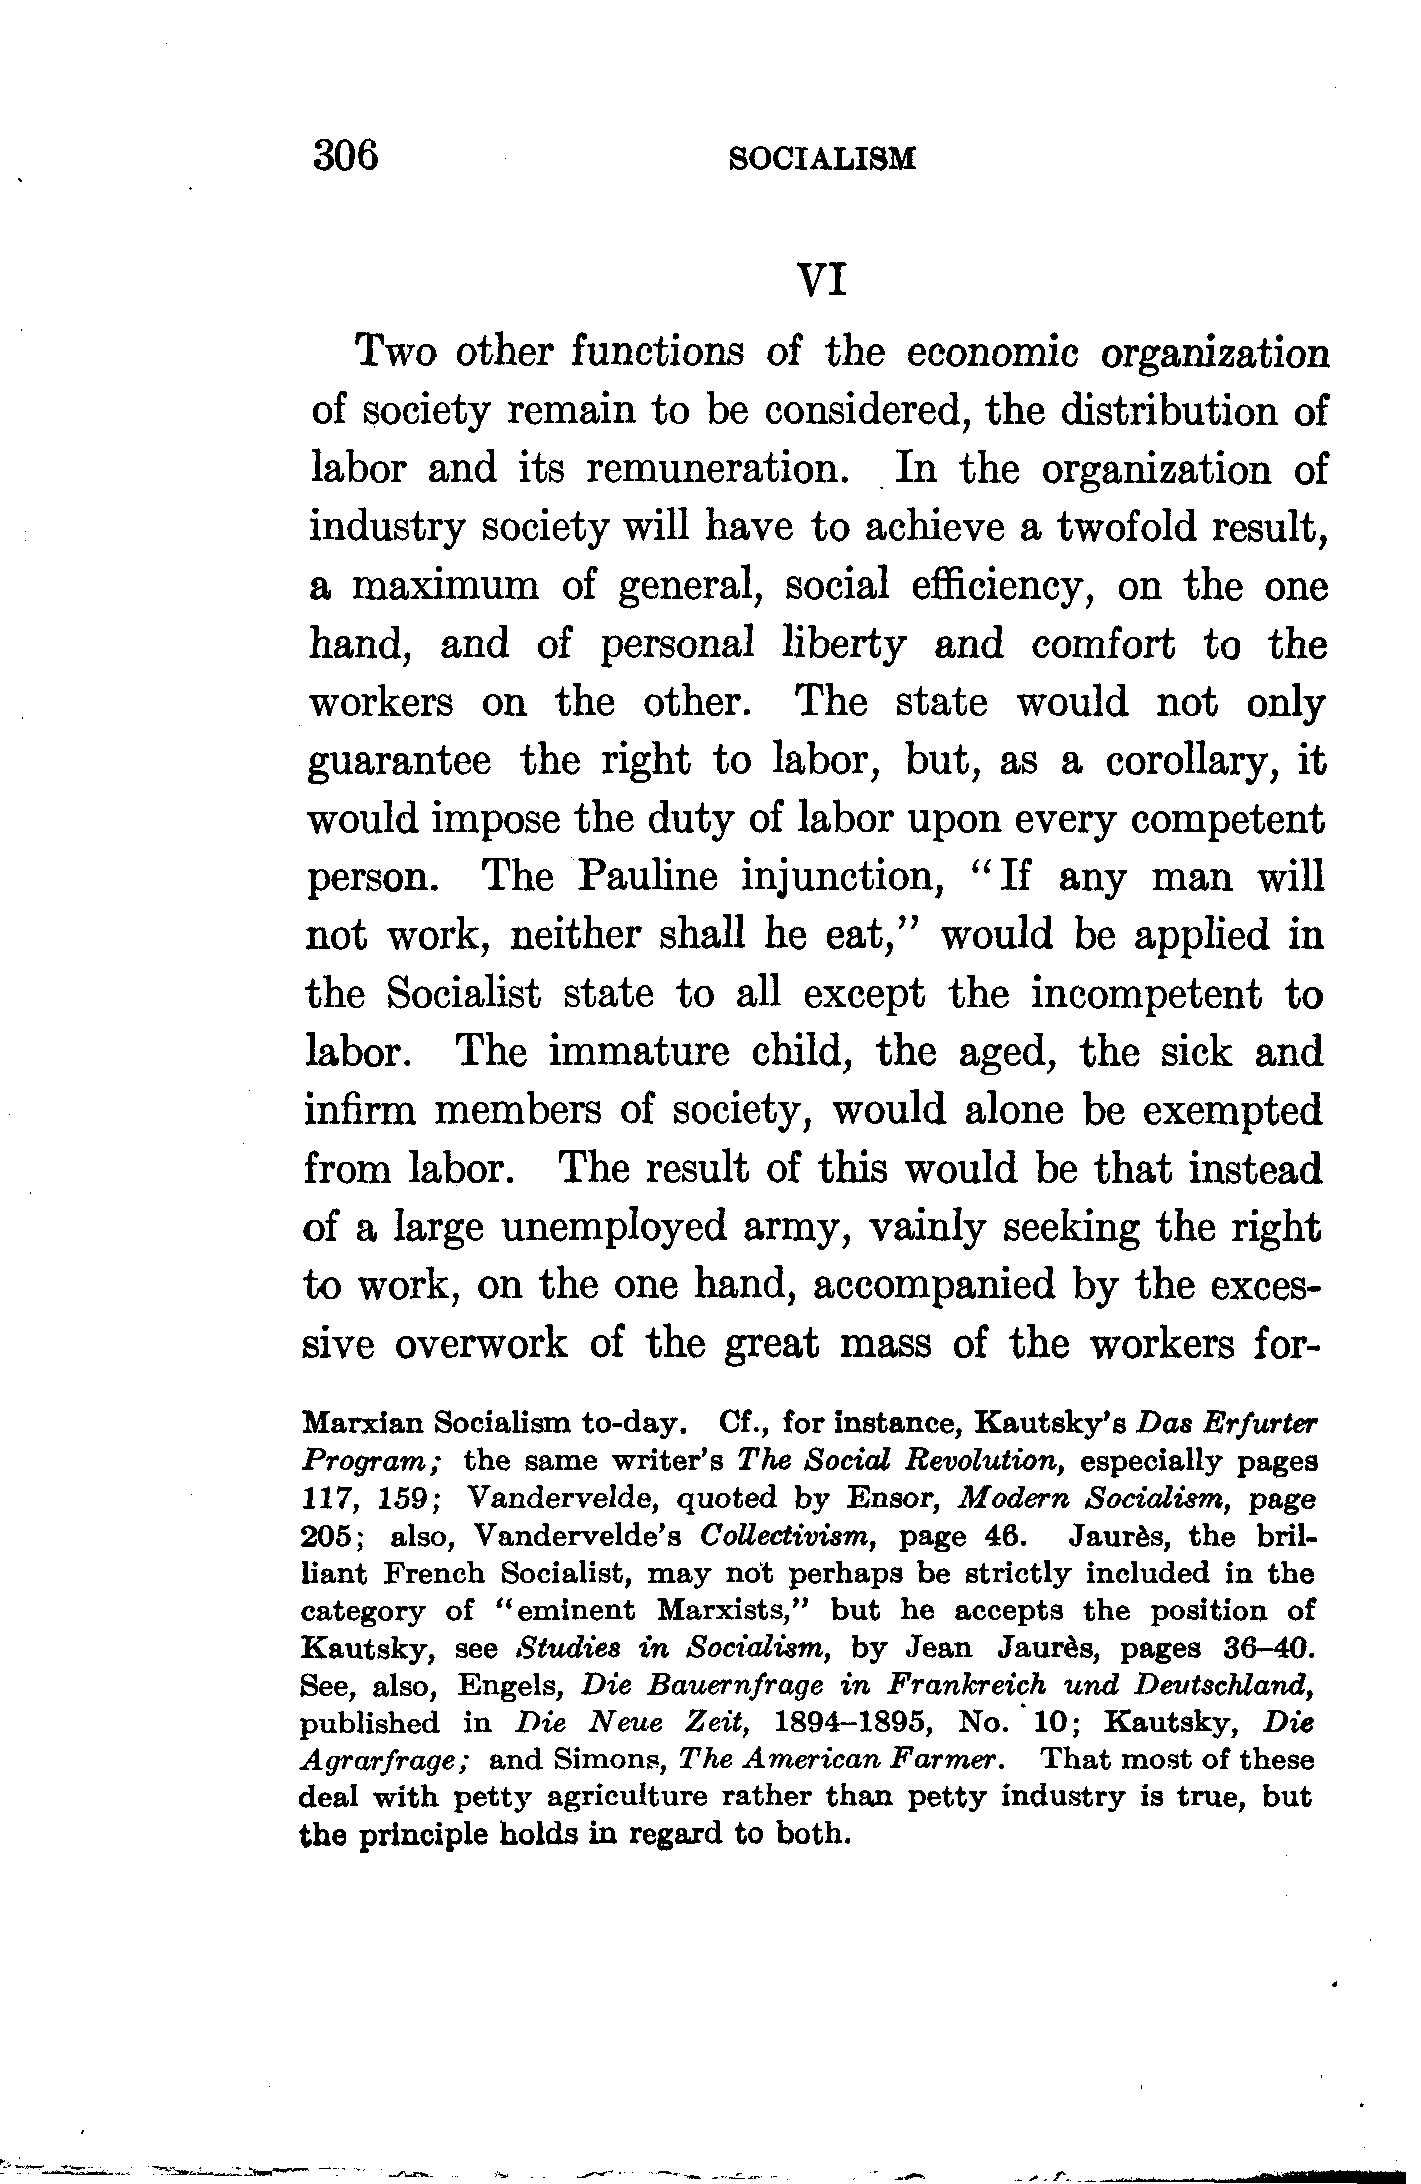 306 SOCIALISM
VI
Two other functions of the economic organization
of society remain to be considered, the distribution of
labor and its remuneration. In the organization of
industry society will have to achieve a twofold result,
a maximum of general, social efficiency, on the one
hand, and of personal liberty and comfort to the
workers on the other. The state would not only
guarantee the right to labor, but, as a corollary, it
would impose the duty of labor upon every competent
person. The Pauline injunction, "If any man will
not work, neither shall he eat," would be applied in
the Socialist state to all except the incompetent to
labor. The immature child, the aged, the sick and
infirm members of society, would alone be exempted
from labor. The result of this would be that instead
of a large unemployed army, vainly seeking the right
to work, on the one hand, accompanied by the exces-
sive overwork of the great mass of the workers for-
Marxian Socialism to-day. Cf., for instance, Kautsky's Das Erfurter
Program; the same writer's The Social Revolution, especially pages
117, 159; Vandervelde, quoted by Ensor, Modern Socialism, page
205; also, Vandervelde's Collectivism, page 46. Jaurès, the bril-
liant French Socialist, may not perhaps be strictly included in the
category of "eminent Marxists," but he accepts the position of
Kautsky, see Studies in Socialism, by Jean Jaurès, pages 36–40.
See, also, Engels, Die Bauernfrage in Frankreich und Deutschland,
published in Die Neue Zeit, 1894–1895, No. 10; Kautsky, Die
Agrarfrage; and Simons, The American Farmer. That most of these
deal with petty agriculture rather than petty industry is true, but
the principle holds in regard to both.